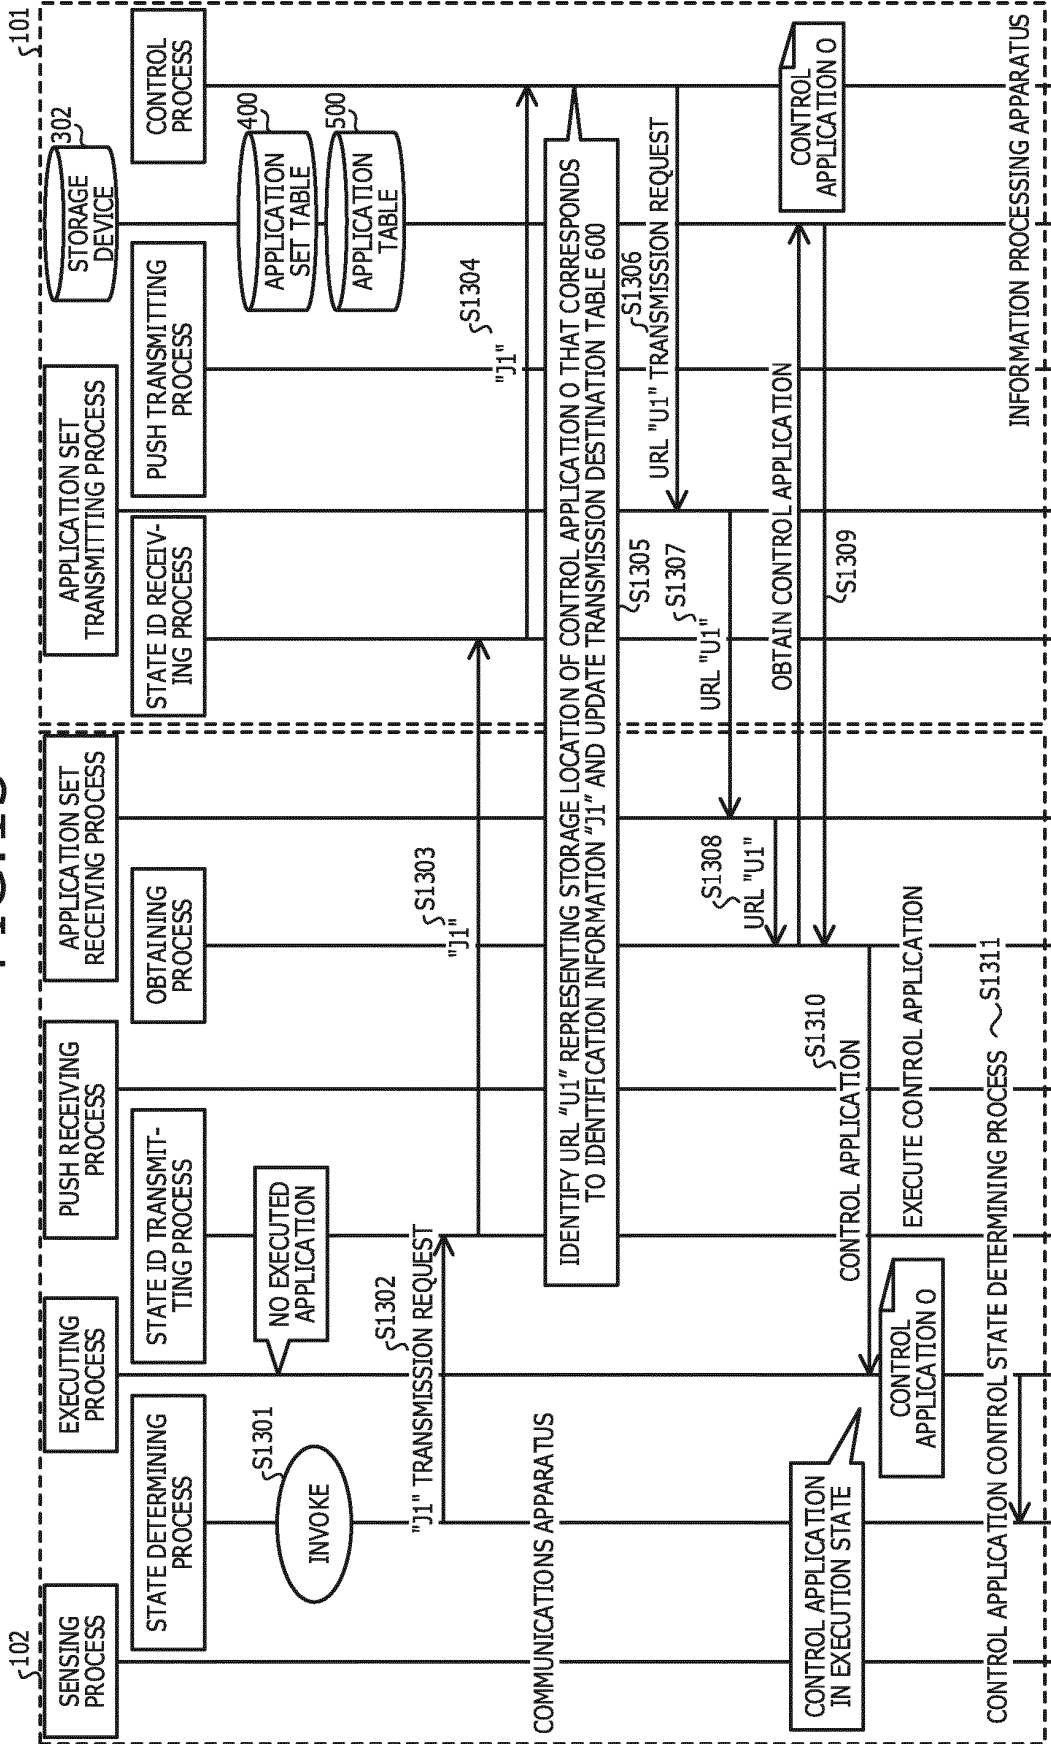 102
SENSING
PROCESS
STATE DETERMINING
PROCESS
EXECUTING
PROCESS
STATE ID TRANSMIT-
TING PROCESS
PUSH RECEIVING
PROCESS
OBTAINING
PROCESS
APPLICATION SET
RECEIVING PROCESS
101
STATE ID RECEIV-
ING PROCESS
APPLICATION SET
TRANSMITTING PROCESS
PUSH TRANSMITTING
PROCESS
STORAGE
DEVICE
302
CONTROL
PROCESS
APPLICATION
SET TABLE
400
APPLICATION
TABLE
500
INVOKE
S1301
NO EXECUTED
APPLICATION
S1302
"J1" TRANSMISSION REQUEST
S1303
"J1"
S1304
"J1"
COMMUNICATIONS APPARATUS
IDENTIFY URL "U1" REPRESENTING STORAGE LOCATION OF CONTROL APPLICATION O THAT CORRESPONDS
TO IDENTIFICATION INFORMATION "J1" AND UPDATE TRANSMISSION DESTINATION TABLE 600
S1305
S1306
URL "U1" TRANSMISSION REQUEST
S1307
URL "U1"
S1308
URL "U1"
OBTAIN CONTROL APPLICATION
S1309
CONTROL
APPLICATION O
S1310
CONTROL APPLICATION
CONTROL APPLICATION
IN EXECUTION STATE
CONTROL
APPLICATION O
EXECUTE CONTROL APPLICATION
CONTROL APPLICATION CONTROL STATE DETERMINING PROCESS
S1311
INFORMATION PROCESSING APPARATUS